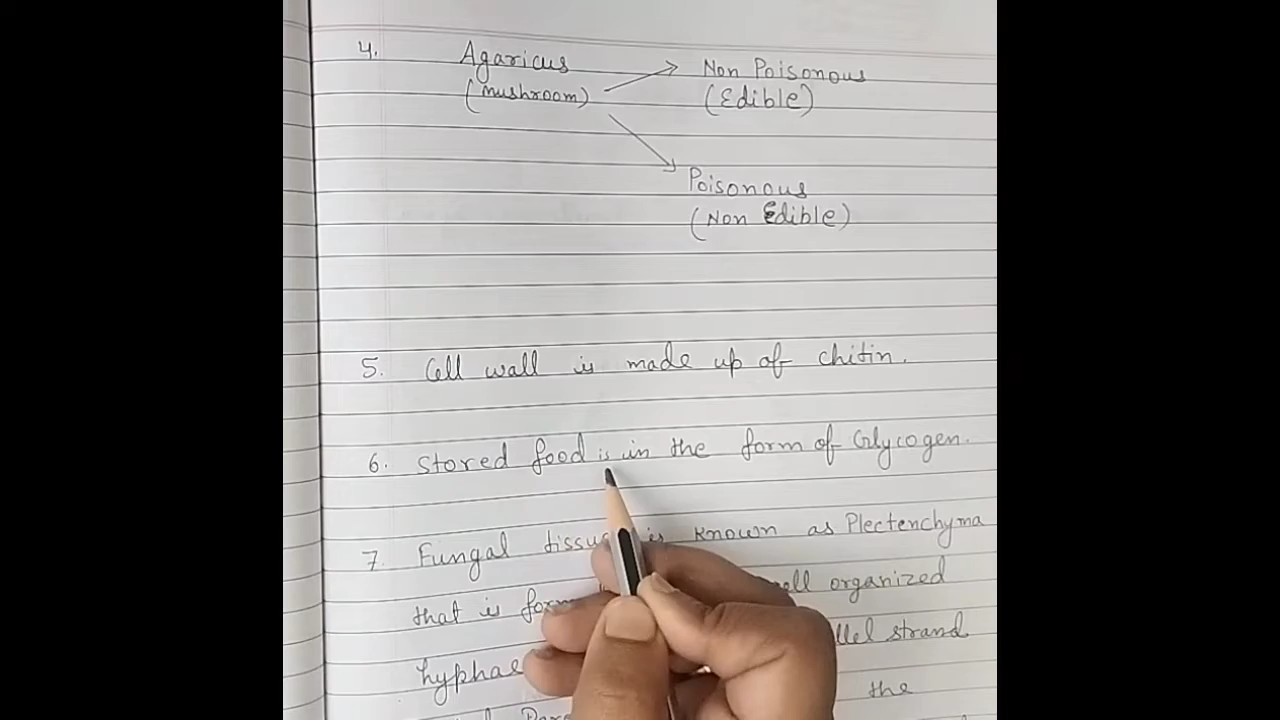 4. Agaricus Non Poisonous
(Mushroom) (Edible)
Poisonous
(Non Edible)
5. Cell wall is made up of chitin.
6. Stored food is in the form of Glycogen.
7. Fungal is known as Plectenchyma
that is organized
strand
hyphae the